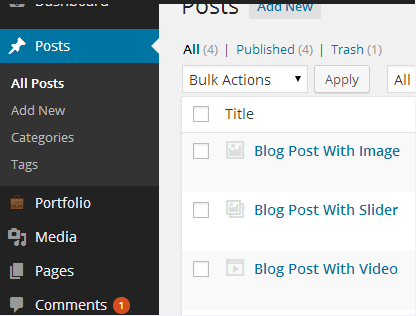 Dashboard
Posts
All Posts
Add New
Categories
Tags
Portfolio
Media
Pages
Comments 1
Posts Add New
All (4) | Published (4) | Trash (1)
Bulk Actions Apply All
Title
Blog Post With Image
Blog Post With Slider
Blog Post With Video